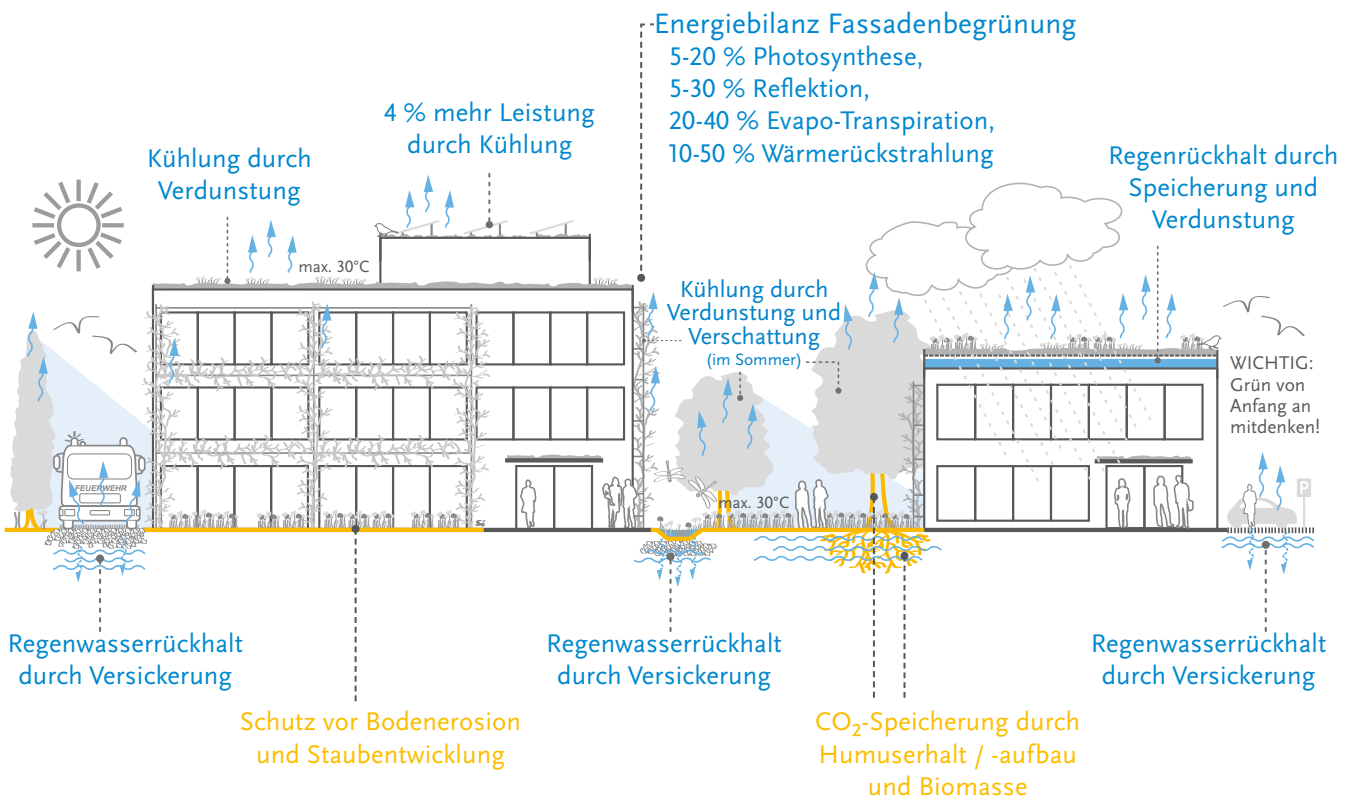 Energiebilanz Fassadenbegrünung
5-20 % Photosynthese,
5-30 % Reflektion,
20-40 % Evapo-Transpiration,
10-50 % Wärmerückstrahlung
4 % mehr Leistung
durch Kühlung
Kühlung durch
Verdunstung
Regenrückhalt durch
Speicherung und
Verdunstung
max. 30°C
Kühlung durch
Verdunstung und
Verschattung
(im Sommer)
WICHTIG:
Grün von
Anfang an
mitdenken!
FEUERWEHR
max. 30°C
P
Regenwasserrückhalt
durch Versickerung
Regenwasserrückhalt
durch Versickerung
Regenwasserrückhalt
durch Versickerung
Schutz vor Bodenerosion
und Staubentwicklung
CO₂-Speicherung durch
Humuserhalt / -aufbau
und Biomasse